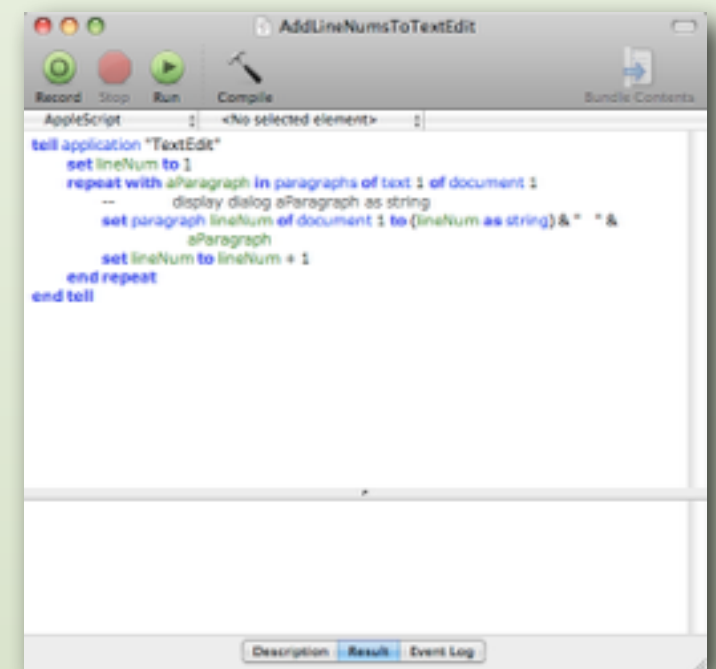 AddLineNumsToTextEdit
Record Stop Run Compile Bundle Contents
AppleScript <No selected element>
tell application "TextEdit"
set lineNum to 1
repeat with aParagraph in paragraphs of text 1 of document 1
-- display dialog aParagraph as string
set paragraph lineNum of document 1 to (lineNum as string) & "  " &
aParagraph
set lineNum to lineNum + 1
end repeat
end tell
Description Result Event Log